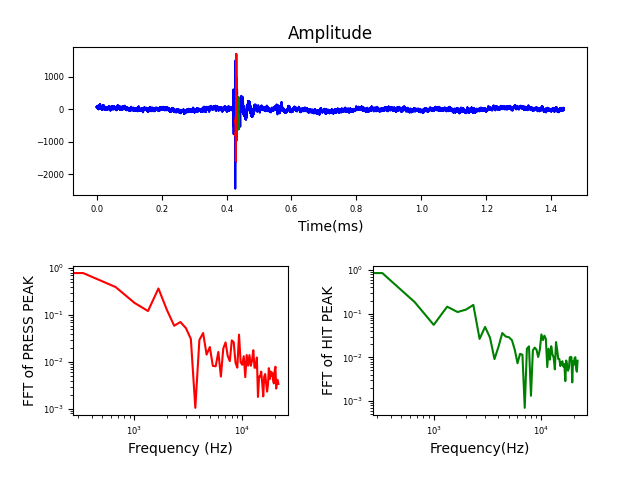 Amplitude
1000
0
−1000
−2000
0.0 0.2 0.4 0.6 0.8 1.0 1.2 1.4
Time(ms)
FFT of PRESS PEAK
10⁰
10⁻¹
10⁻²
10⁻³
10³ 10⁴
Frequency (Hz)
FFT of HIT PEAK
10⁰
10⁻¹
10⁻²
10⁻³
10³ 10⁴
Frequency(Hz)